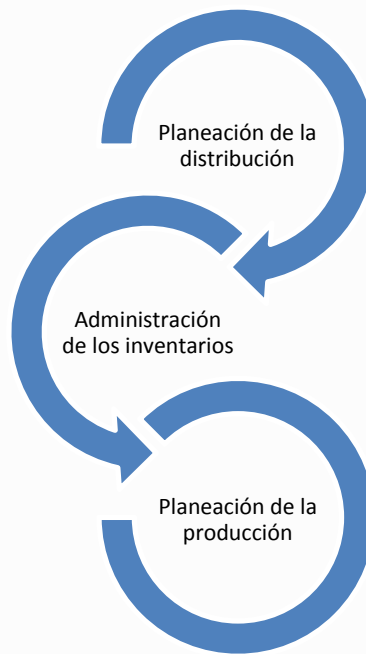 Planeación de la
distribución
Administración
de los inventarios
Planeación de la
producción